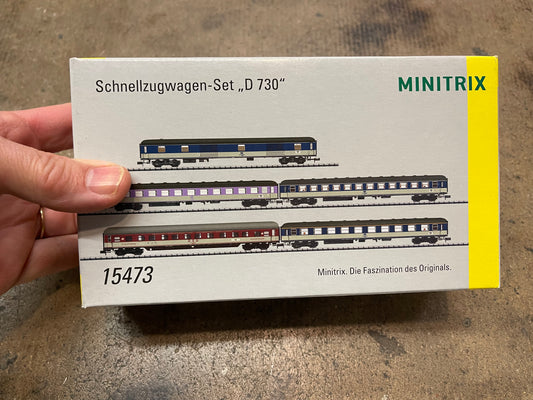 Schnellzugwagen-Set „D 730“
MINITRIX
15473
Minitrix. Die Faszination des Originals.